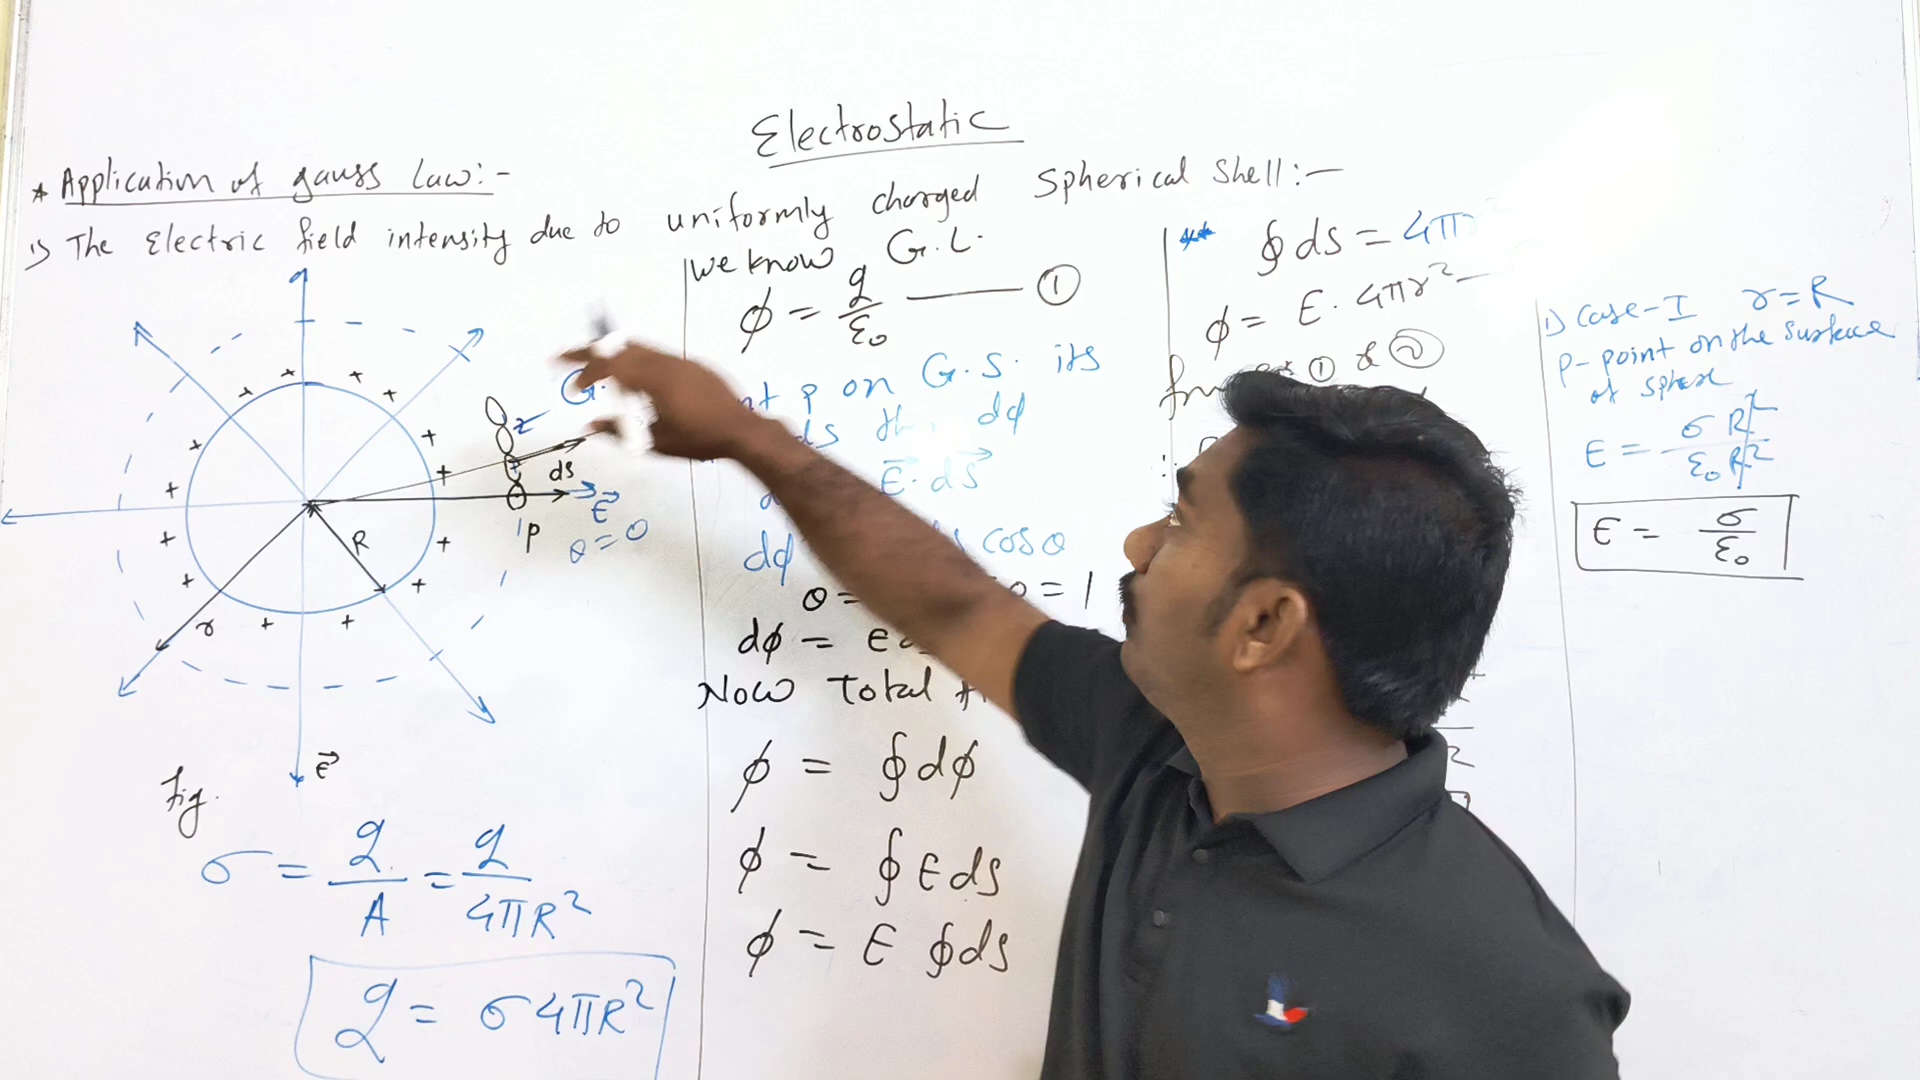 Electrostatic
* Application of gauss Law:-
1) The Electric field intensity due to uniformly charged Spherical Shell:-
G.
ds
E
θ = 0
P
R
r
E
Fig.
σ = q/A = q/4πR²
q = σ4πR²
we know G.L.
φ = q/ε₀ — ①
p on G.S. its
ds dφ
E⃗·ds⃗
dφ cosθ
θ = = 1
dφ = E
Now Total
φ = ∮dφ
φ = ∮Eds
φ = E ∮ds
** ∮ds = 4π
φ = E·4πr² —
① & ②
1) Case-I r=R
P-point on the surface
of sphere
E = σR²/ε₀R²
E = σ/ε₀